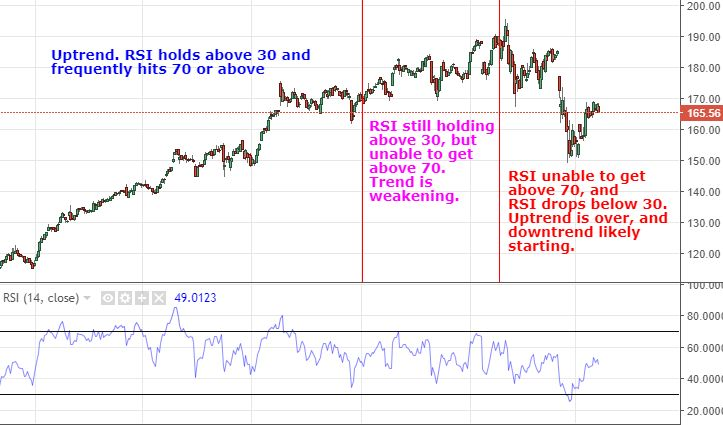 200.00
190.00
180.00
170.00
165.56
160.00
150.00
140.00
130.00
120.00
110.00
Uptrend. RSI holds above 30 and
frequently hits 70 or above
RSI still holding
above 30, but
unable to get
above 70.
Trend is
weakening.
RSI unable to get
above 70, and
RSI drops below 30.
Uptrend is over, and
downtrend likely
starting.
RSI (14, close)
49.0123
100.000
80.0000
60.0000
40.0000
20.0000